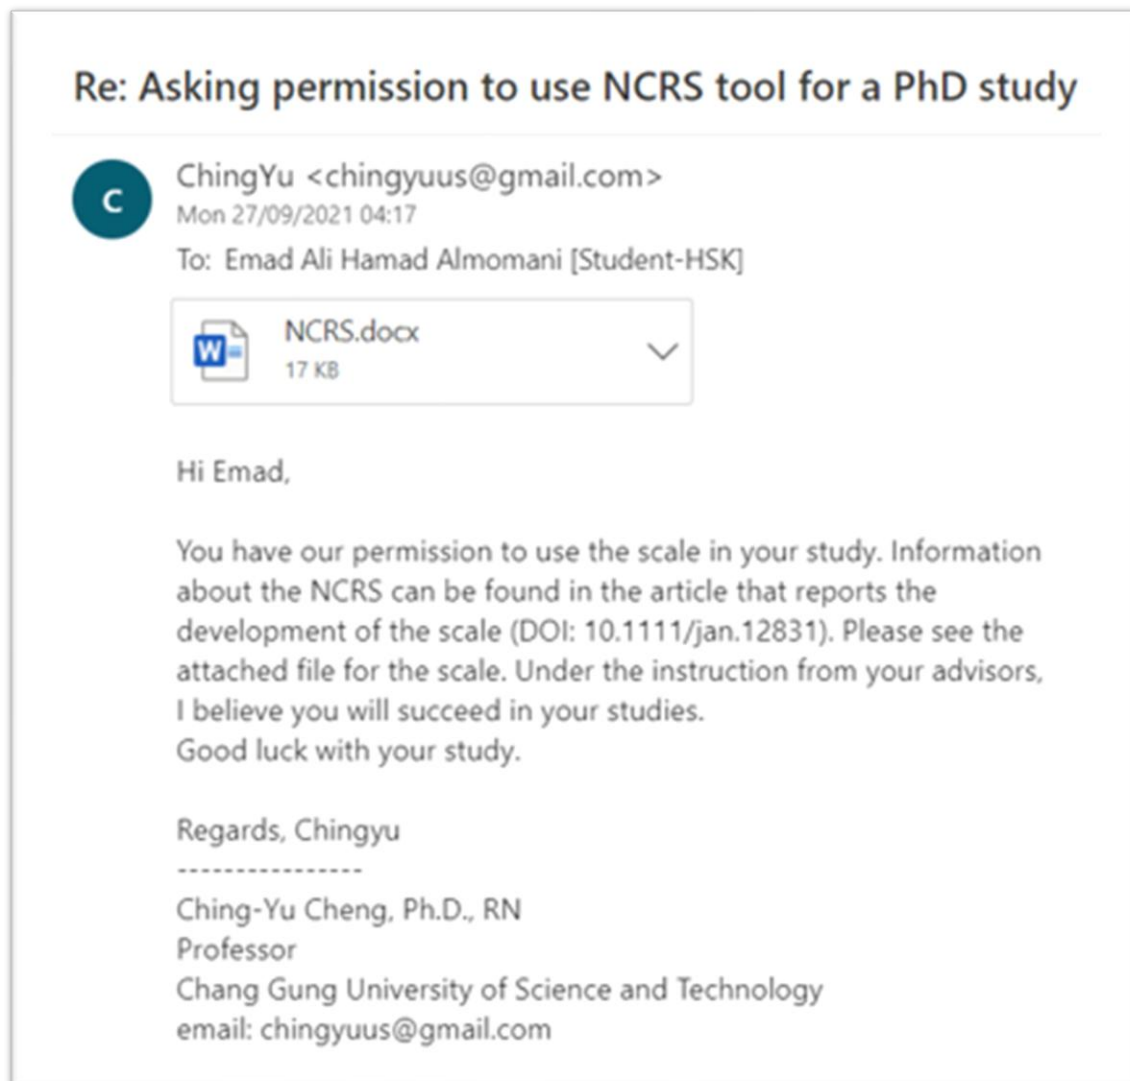 Re: Asking permission to use NCRS tool for a PhD study
C
ChingYu <chingyuus@gmail.com>
Mon 27/09/2021 04:17
To: Emad Ali Hamad Almomani [Student-HSK]
W
NCRS.docx
17 KB
Hi Emad,
You have our permission to use the scale in your study. Information
about the NCRS can be found in the article that reports the
development of the scale (DOI: 10.1111/jan.12831). Please see the
attached file for the scale. Under the instruction from your advisors,
I believe you will succeed in your studies.
Good luck with your study.
Regards, Chingyu
----------------
Ching-Yu Cheng, Ph.D., RN
Professor
Chang Gung University of Science and Technology
email: chingyuus@gmail.com